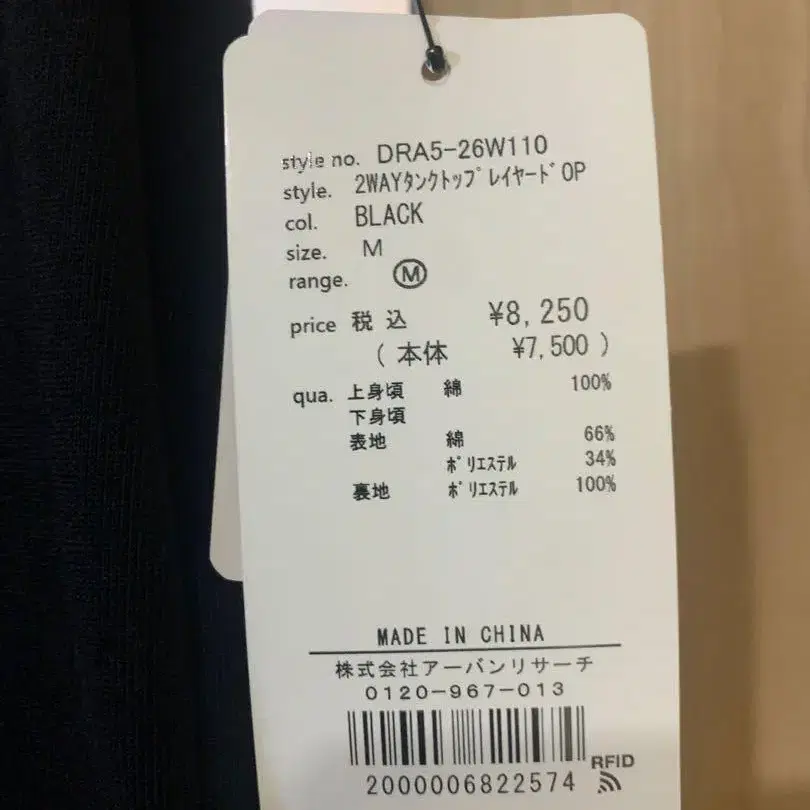 style no. DRA5-26W110
style. 2WAYﾀﾝｸﾄｯﾌﾟﾚｲﾔｰﾄﾞOP
col. BLACK
size. M
range. Ⓜ
price 税込 ¥8,250
(本体 ¥7,500)
qua. 上身頃 綿 100%
下身頃
表地 綿 66%
ﾎﾟﾘｴｽﾃﾙ 34%
裏地 ﾎﾟﾘｴｽﾃﾙ 100%
MADE IN CHINA
株式会社アーバンリサーチ
0120-967-013
RFID
2000006822574